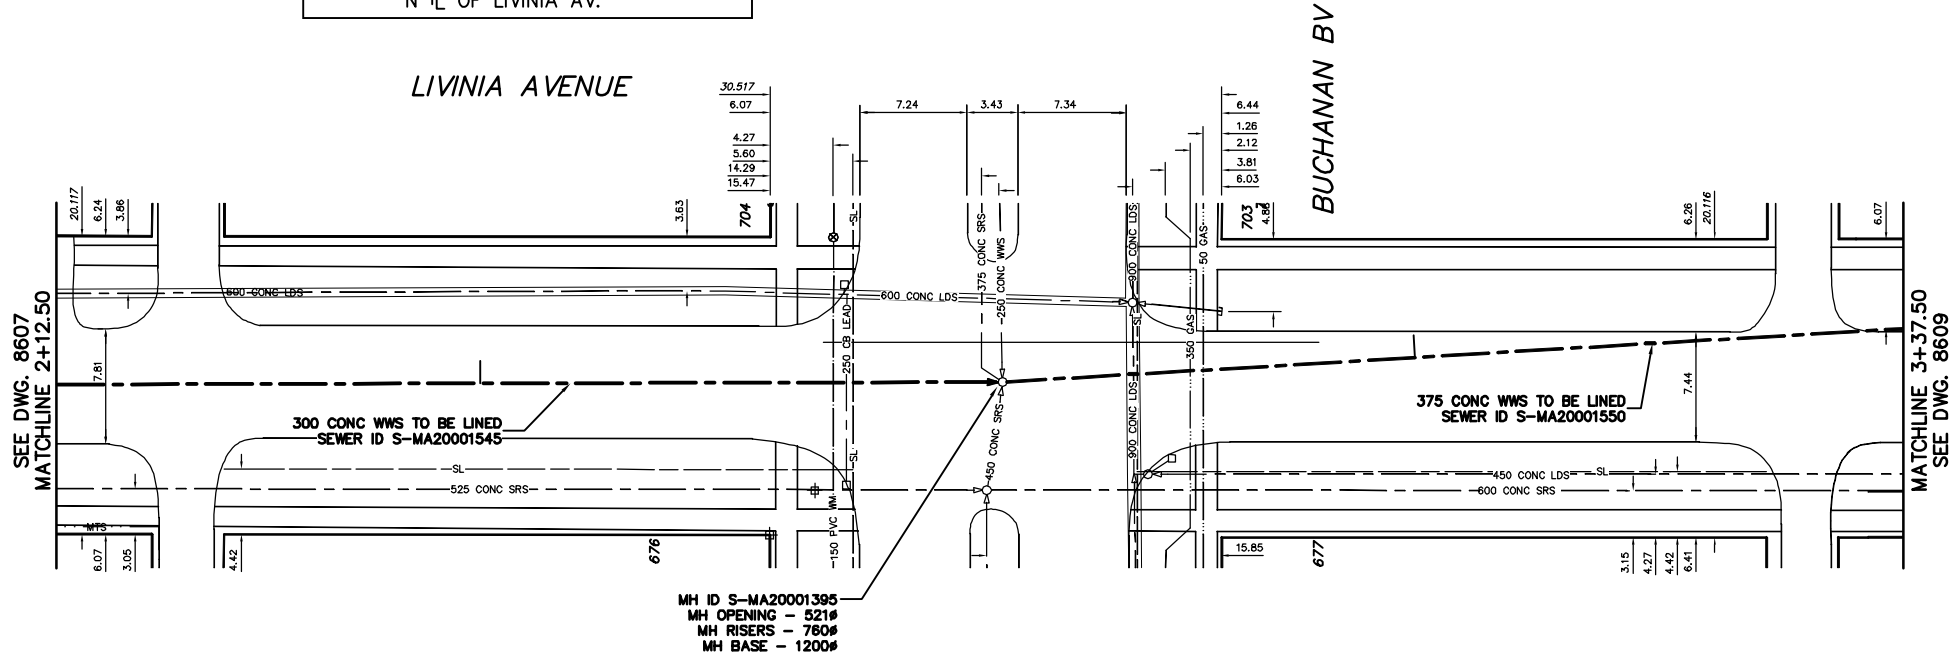 N ℄ OF LIVINIA AV.
LIVINIA AVENUE
BUCHANAN BV
30.517
6.07
4.27
5.60
14.29
15.47
7.24
3.43
7.34
6.44
1.26
2.12
3.81
6.03
20.117
6.24
3.86
3.63
704
SL
375 CONC SRS
250 CONC WWS
900 CONC LDS
50 GAS
703
4.86
6.26
20.116
6.07
600 CONC LDS
600 CONC LDS
250 CB LEAD
SL
350 GAS
SEE DWG. 8607
MATCHLINE 2+12.50
7.81
300 CONC WWS TO BE LINED
SEWER ID S-MA20001545
375 CONC WWS TO BE LINED
SEWER ID S-MA20001550
7.44
MATCHLINE 3+37.50
SEE DWG. 8609
450 CONC SRS
900 CONC LDS
SL
SL
525 CONC SRS
450 CONC LDS
SL
600 CONC SRS
MTS
6.07
3.05
4.42
676
150 PVC WM
15.85
677
3.15
4.27
4.42
6.41
MH ID S-MA20001395
MH OPENING - 521ø
MH RISERS - 760ø
MH BASE - 1200ø